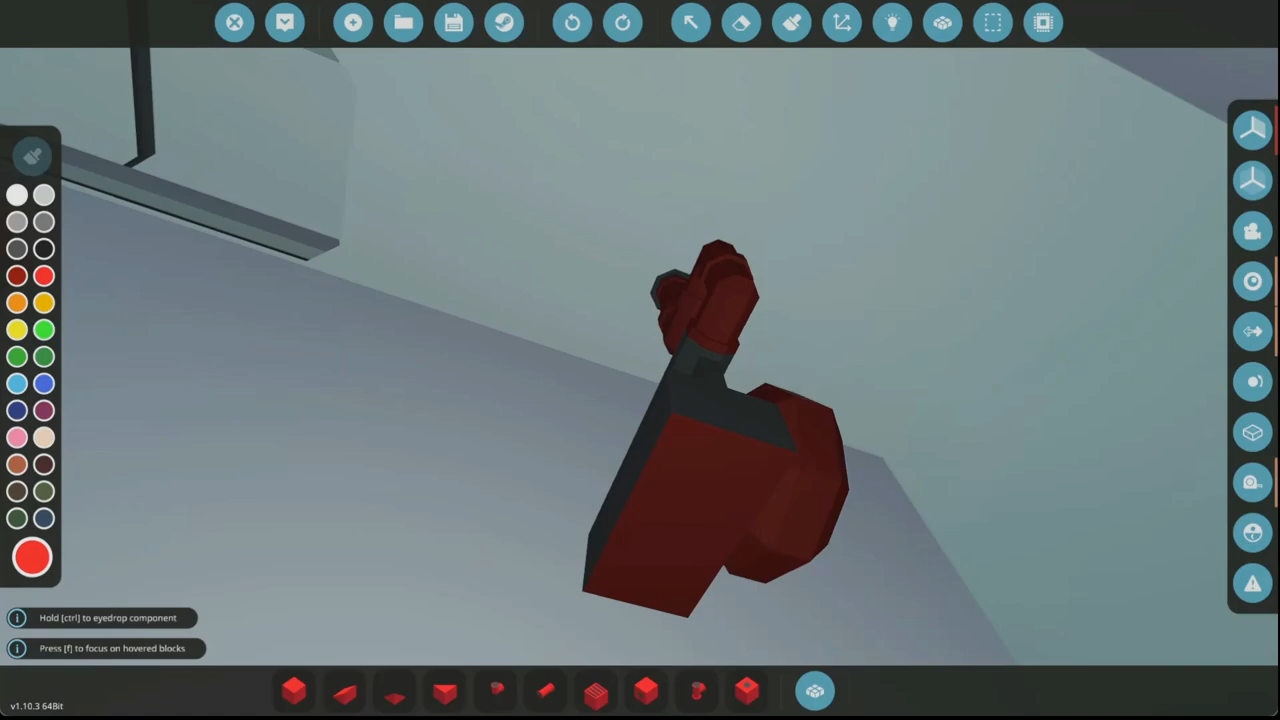 Hold [ctrl] to eyedrop component
Press [f] to focus on hovered blocks
v1.10.3 64Bit